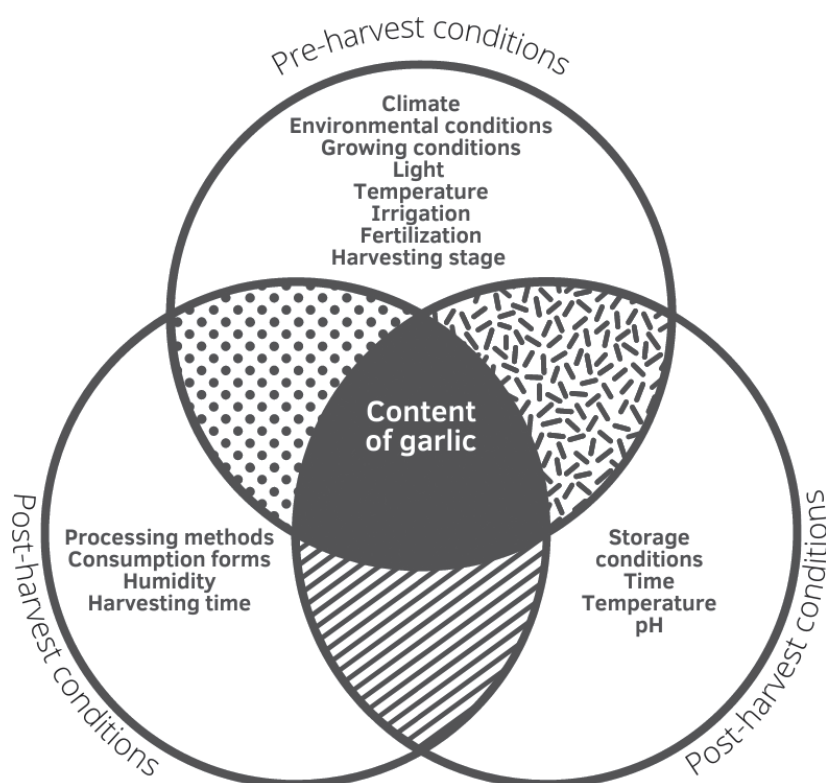 Pre-harvest conditions
Climate
Environmental conditions
Growing conditions
Light
Temperature
Irrigation
Fertilization
Harvesting stage
Content
of garlic
Post-harvest conditions
Processing methods
Consumption forms
Humidity
Harvesting time
Storage
conditions
Time
Temperature
pH
Post-harvest conditions